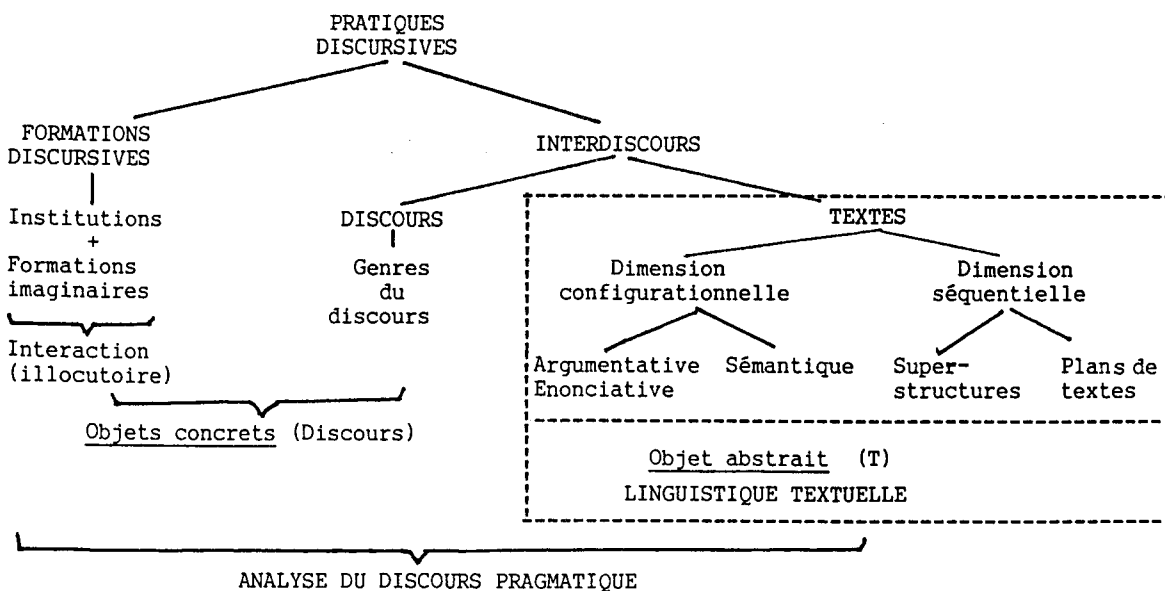 PRATIQUES
DISCURSIVES
FORMATIONS
DISCURSIVES
INTERDISCOURS
Institutions
+
Formations
imaginaires
Interaction
(illocutoire)
DISCOURS
Genres
du
discours
Objets concrets (Discours)
TEXTES
Dimension
configurationnelle
Dimension
séquentielle
Argumentative
Enonciative
Sémantique
Super-
structures
Plans de
textes
Objet abstrait (T)
LINGUISTIQUE TEXTUELLE
ANALYSE DU DISCOURS PRAGMATIQUE